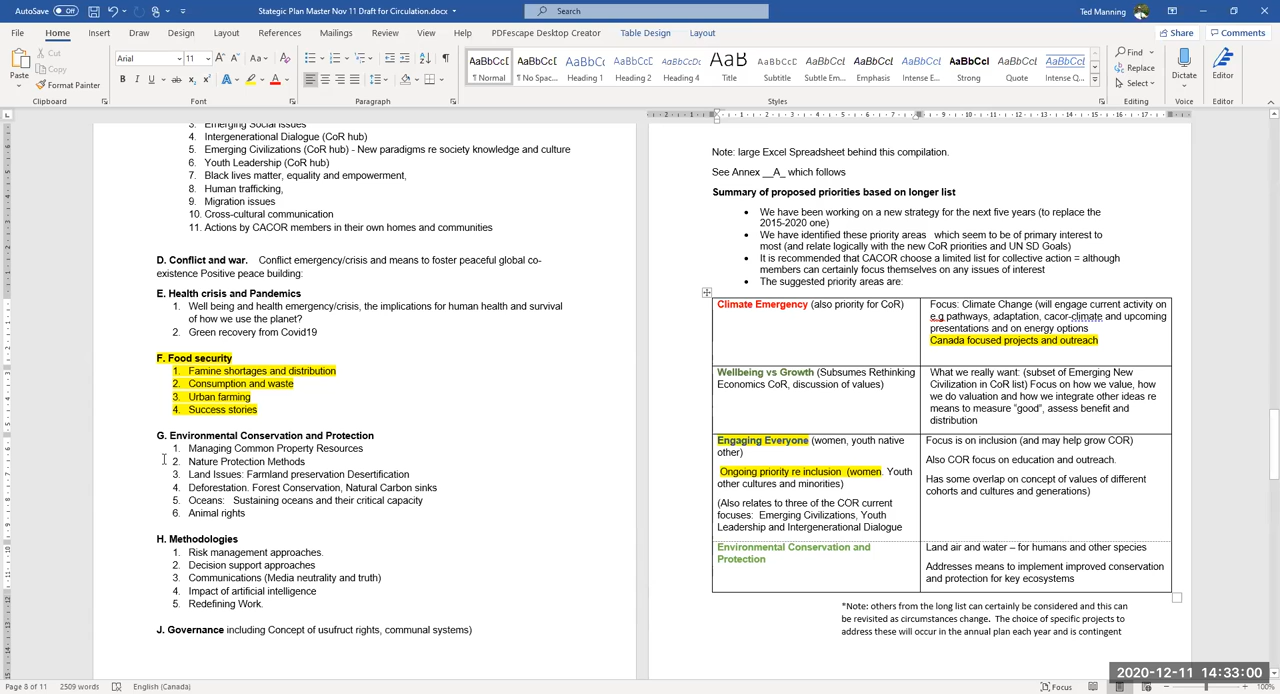 AutoSave Off Stategic Plan Master Nov 11 Draft for Circulation.docx Search Ted Manning
File Home Insert Draw Design Layout References Mailings Review View Help PDFescape Desktop Creator Table Design Layout Share Comments
Paste Cut Copy Format Painter Clipboard
Arial 11 Font
Paragraph
AaBbCcDc ¶ Normal AaBbCcDc ¶ No Spac... AaBbCc Heading 1 AaBbCcC Heading 2 AaBbCcDc Heading 4 AaB Title AaBbCcC Subtitle AaBbCcDc Subtle Em... AaBbCcDc Emphasis AaBbCcDc Intense E... AaBbCcDc Strong AaBbCcDc Quote AaBbCcDc Intense Q... Styles
Find Replace Select Editing
Dictate Voice
Editor Editor
3. Emerging Social issues
4. Intergenerational Dialogue (CoR hub)
5. Emerging Civilizations (CoR hub) - New paradigms re society knowledge and culture
6. Youth Leadership (CoR hub)
7. Black lives matter, equality and empowerment,
8. Human trafficking,
9. Migration issues
10. Cross-cultural communication
11. Actions by CACOR members in their own homes and communities
D. Conflict and war. Conflict emergency/crisis and means to foster peaceful global co-
existence Positive peace building:
E. Health crisis and Pandemics
1. Well being and health emergency/crisis, the implications for human health and survival
of how we use the planet?
2. Green recovery from Covid19
F. Food security
1. Famine shortages and distribution
2. Consumption and waste
3. Urban farming
4. Success stories
G. Environmental Conservation and Protection
1. Managing Common Property Resources
2. Nature Protection Methods
3. Land Issues: Farmland preservation Desertification
4. Deforestation. Forest Conservation, Natural Carbon sinks
5. Oceans: Sustaining oceans and their critical capacity
6. Animal rights
H. Methodologies
1. Risk management approaches.
2. Decision support approaches
3. Communications (Media neutrality and truth)
4. Impact of artificial intelligence
5. Redefining Work.
J. Governance including Concept of usufruct rights, communal systems)
Note: large Excel Spreadsheet behind this compilation.
See Annex __A_ which follows
Summary of proposed priorities based on longer list
• We have been working on a new strategy for the next five years (to replace the
2015-2020 one)
• We have identified these priority areas which seem to be of primary interest to
most (and relate logically with the new CoR priorities and UN SD Goals)
• It is recommended that CACOR choose a limited list for collective action = although
members can certainly focus themselves on any issues of interest
• The suggested priority areas are:
Climate Emergency (also priority for CoR)
Focus: Climate Change (will engage current activity on
e.g pathways, adaptation, cacor-climate and upcoming
presentations and on energy options
Canada focused projects and outreach
Wellbeing vs Growth (Subsumes Rethinking
Economics CoR, discussion of values)
What we really want: (subset of Emerging New
Civilization in CoR list) Focus on how we value, how
we do valuation and how we integrate other ideas re
means to measure "good", assess benefit and
distribution
Engaging Everyone (women, youth native
other)
Ongoing priority re inclusion (women. Youth
other cultures and minorities)
(Also relates to three of the COR current
focuses: Emerging Civilizations, Youth
Leadership and Intergenerational Dialogue
Focus is on inclusion (and may help grow COR)
Also COR focus on education and outreach.
Has some overlap on concept of values of different
cohorts and cultures and generations)
Environmental Conservation and
Protection
Land air and water – for humans and other species
Addresses means to implement improved conservation
and protection for key ecosystems
*Note: others from the long list can certainly be considered and this can
be revisited as circumstances change. The choice of specific projects to
address these will occur in the annual plan each year and is contingent
2020-12-11 14:33:00
Page 8 of 11 2509 words English (Canada) Focus 100%